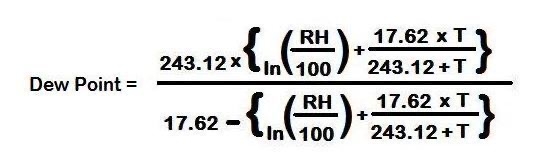 243.12 x { ln ( RH / 100 ) + 17.62 x T / 243.12 + T }
Dew Point =
17.62 - { ln ( RH / 100 ) + 17.62 x T / 243.12 + T }